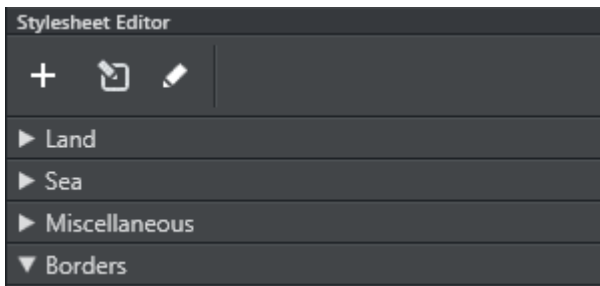 Stylesheet Editor
Land
Sea
Miscellaneous
Borders